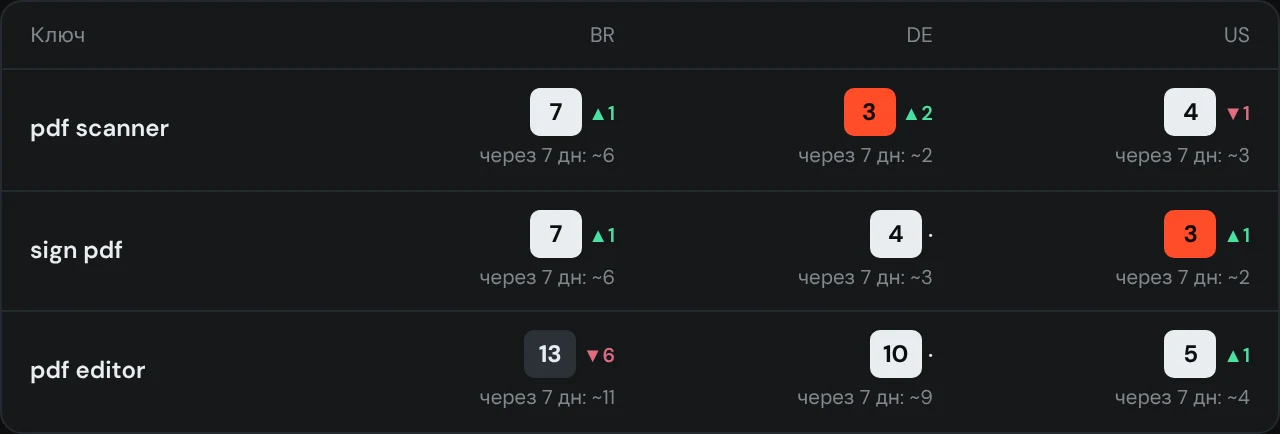 Ключ BR DE US
pdf scanner 7 ▲1 3 ▲2 4 ▼1
через 7 дн: ~6 через 7 дн: ~2 через 7 дн: ~3
sign pdf 7 ▲1 4 · 3 ▲1
через 7 дн: ~6 через 7 дн: ~3 через 7 дн: ~2
pdf editor 13 ▼6 10 · 5 ▲1
через 7 дн: ~11 через 7 дн: ~9 через 7 дн: ~4